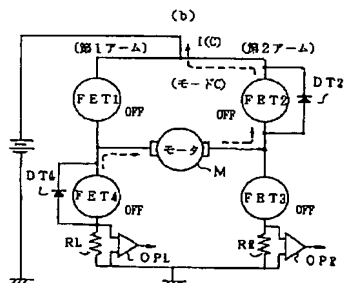 (b)
(第1アーム) I(C) (第2アーム)
(モードC) DT2
FET1 FET2
OFF OFF
モータ
DT4 M
FET4 FET3
OFF OFF
RL RR
OPL OPR